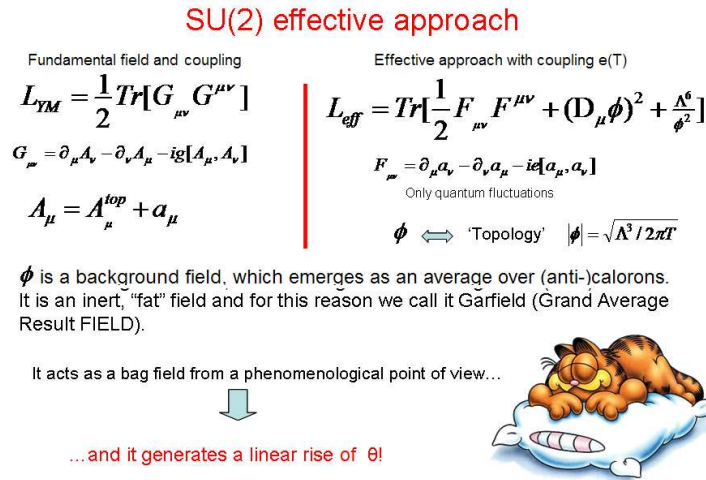 SU(2) effective approach
Fundamental field and coupling
Effective approach with coupling e(T)
L_YM = 1/2 Tr[G_μν G^μν]
L_eff = Tr[1/2 F_μν F^μν + (D_μ ϕ)² + Λ⁶/ϕ²]
G_μν = ∂_μ A_ν − ∂_ν A_μ − ig[A_μ, A_ν]
F_μν = ∂_μ a_ν − ∂_ν a_μ − ie[a_μ, a_ν]
Only quantum fluctuations
A_μ = A_μ^top + a_μ
ϕ ⇔ 'Topology' |ϕ| = √Λ³ / 2πT
ϕ is a background field, which emerges as an average over (anti-)calorons.
It is an inert, "fat" field and for this reason we call it Garfield (Grand Average
Result FIELD).
It acts as a bag field from a phenomenological point of view…
…and it generates a linear rise of θ!